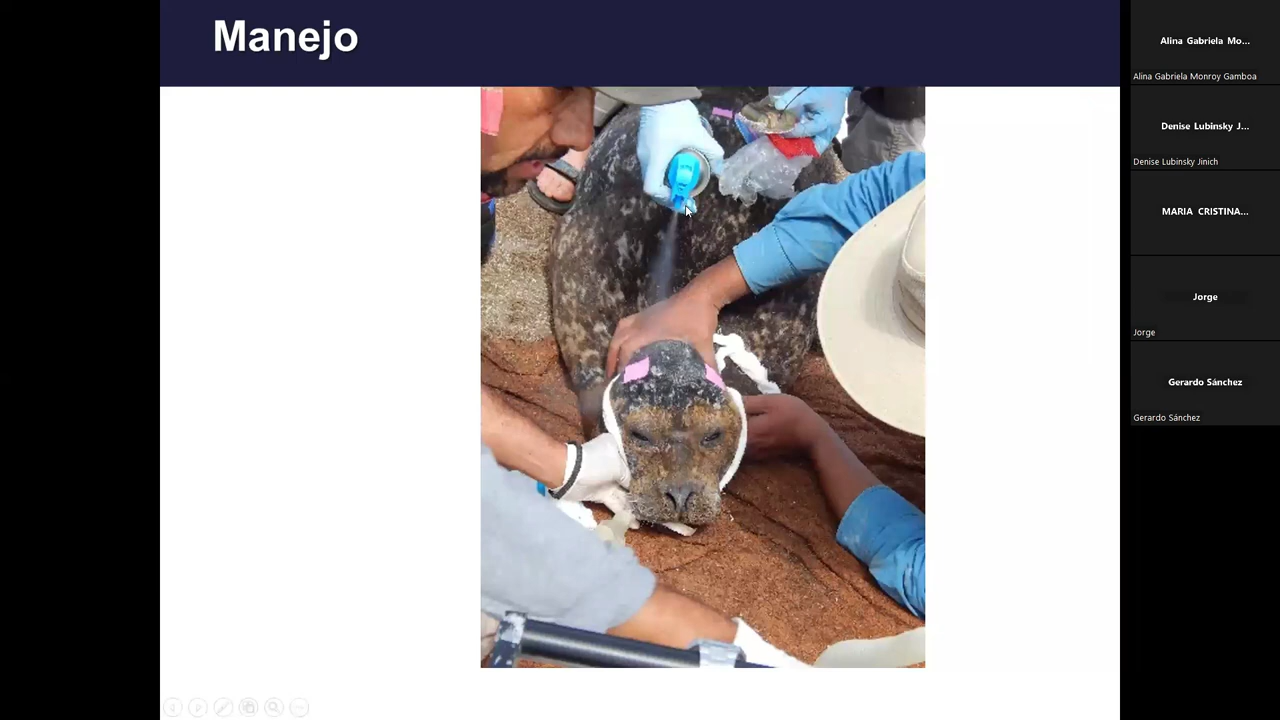 Manejo
Alina Gabriela Mo...
Alina Gabriela Monroy Gamboa
Denise Lubinsky J...
Denise Lubinsky Jinich
MARIA CRISTINA...
Jorge
Jorge
Gerardo Sánchez
Gerardo Sánchez